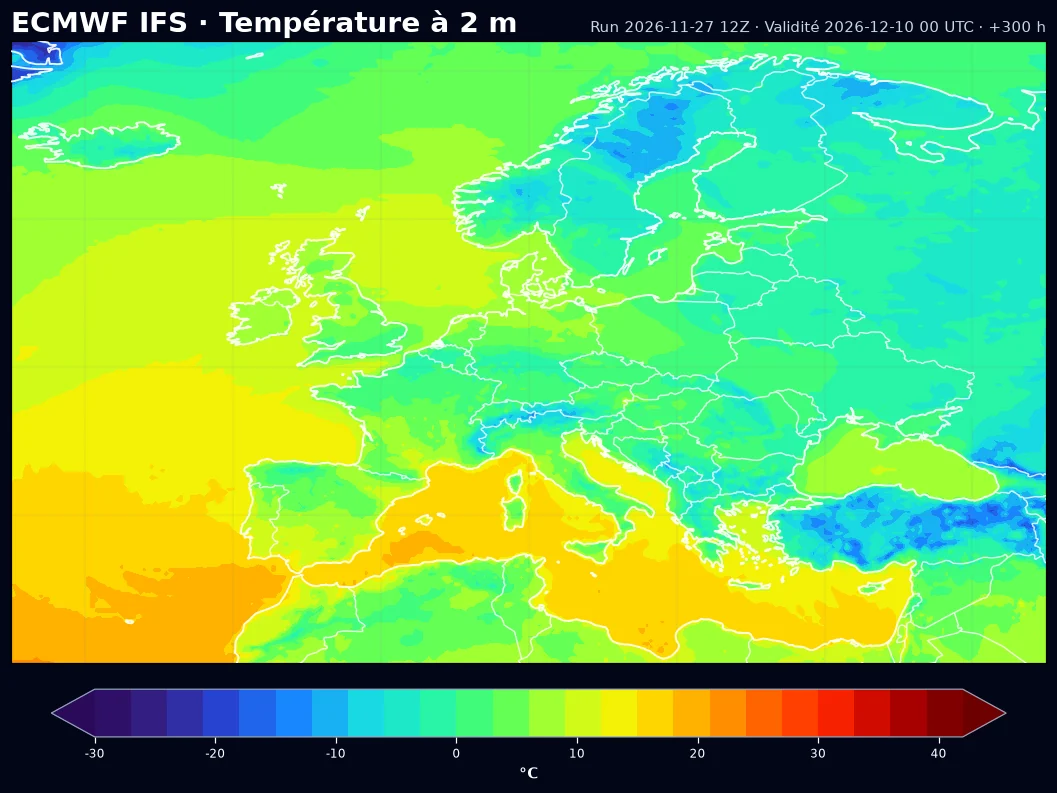 ECMWF IFS · Température à 2 m
Run 2026-11-27 12Z · Validité 2026-12-10 00 UTC · +300 h
-30 -20 -10 0 10 20 30 40
°C